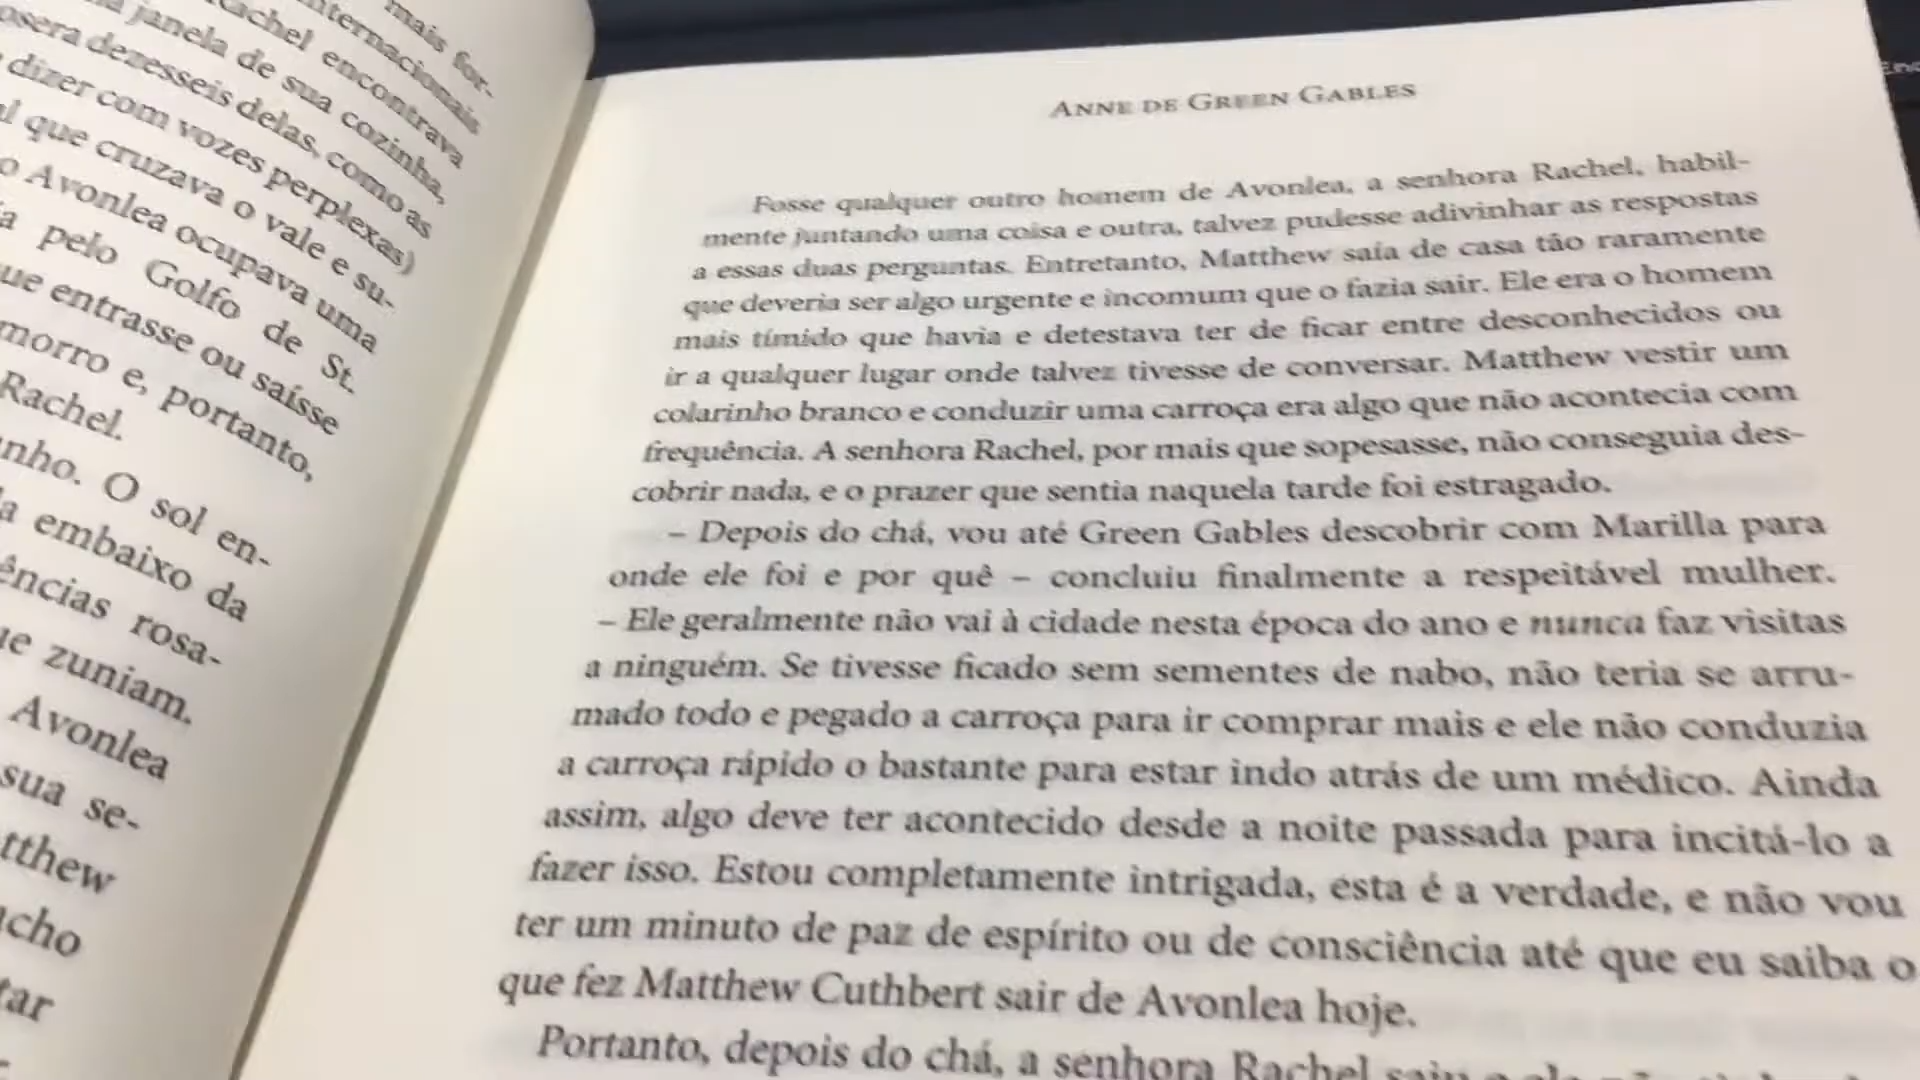 mais for-
internacionais
Rachel encontrava
janela de sua cozinha,
dezesseis delas, como as
dizer com vozes perplexas)
que cruzava o vale e su-
Avonlea ocupava uma
pelo Golfo de St.
entrasse ou saísse
morro e, portanto,
Rachel.
O sol en-
embaixo da
rosa-
zuniam.
Avonlea
sua se-
ANNE DE GREEN GABLES
Fosse qualquer outro homem de Avonlea, a senhora Rachel, habil-
mente juntando uma coisa e outra, talvez pudesse adivinhar as respostas
a essas duas perguntas. Entretanto, Matthew saía de casa tão raramente
que deveria ser algo urgente e incomum que o fazia sair. Ele era o homem
mais tímido que havia e detestava ter de ficar entre desconhecidos ou
ir a qualquer lugar onde talvez tivesse de conversar. Matthew vestir um
colarinho branco e conduzir uma carroça era algo que não acontecia com
frequência. A senhora Rachel, por mais que sopesasse, não conseguia des-
cobrir nada, e o prazer que sentia naquela tarde foi estragado.
– Depois do chá, vou até Green Gables descobrir com Marilla para
onde ele foi e por quê – concluiu finalmente a respeitável mulher.
– Ele geralmente não vai à cidade nesta época do ano e nunca faz visitas
a ninguém. Se tivesse ficado sem sementes de nabo, não teria se arru-
mado todo e pegado a carroça para ir comprar mais e ele não conduzia
a carroça rápido o bastante para estar indo atrás de um médico. Ainda
assim, algo deve ter acontecido desde a noite passada para incitá-lo a
fazer isso. Estou completamente intrigada, esta é a verdade, e não vou
ter um minuto de paz de espírito ou de consciência até que eu saiba o
que fez Matthew Cuthbert sair de Avonlea hoje.
Portanto, depois do chá, a senhora Rachel